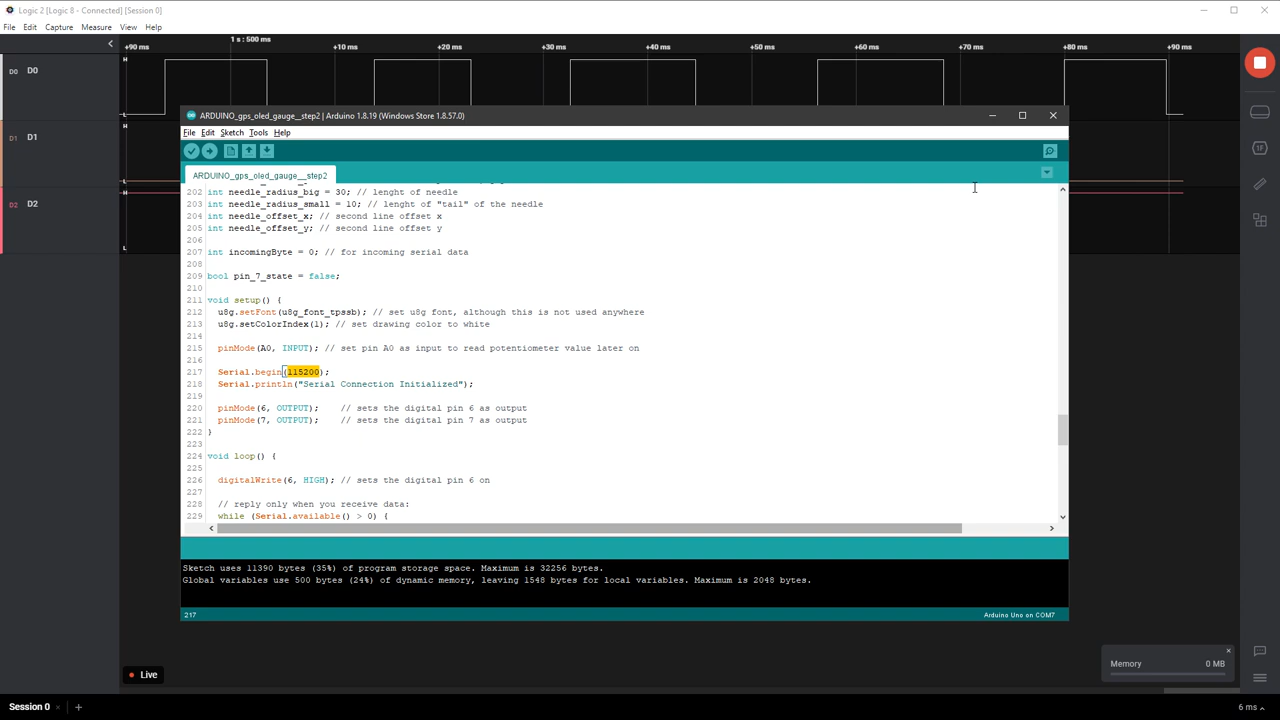 Logic 2 [Logic 8 - Connected] [Session 0]
File Edit Capture Measure View Help
1 s : 500 ms
+90 ms +10 ms +20 ms +30 ms +40 ms +50 ms +60 ms +70 ms +80 ms +90 ms
D0 D0
H
L
D1 D1
H
L
D2 D2
H
L
ARDUINO_gps_oled_gauge__step2 | Arduino 1.8.19 (Windows Store 1.8.57.0)
File Edit Sketch Tools Help
ARDUINO_gps_oled_gauge__step2
202 int needle_radius_big = 30; // lenght of needle
203 int needle_radius_small = 10; // lenght of "tail" of the needle
204 int needle_offset_x; // second line offset x
205 int needle_offset_y; // second line offset y
206
207 int incomingByte = 0; // for incoming serial data
208
209 bool pin_7_state = false;
210
211 void setup() {
212 u8g.setFont(u8g_font_tpssb); // set u8g font, although this is not used anywhere
213 u8g.setColorIndex(1); // set drawing color to white
214
215 pinMode(A0, INPUT); // set pin A0 as input to read potentiometer value later on
216
217 Serial.begin(115200);
218 Serial.println("Serial Connection Initialized");
219
220 pinMode(6, OUTPUT); // sets the digital pin 6 as output
221 pinMode(7, OUTPUT); // sets the digital pin 7 as output
222 }
223
224 void loop() {
225
226 digitalWrite(6, HIGH); // sets the digital pin 6 on
227
228 // reply only when you receive data:
229 while (Serial.available() > 0) {
Sketch uses 11390 bytes (35%) of program storage space. Maximum is 32256 bytes.
Global variables use 500 bytes (24%) of dynamic memory, leaving 1548 bytes for local variables. Maximum is 2048 bytes.
217 Arduino Uno on COM7
Live
Memory 0 MB
Session 0
6 ms